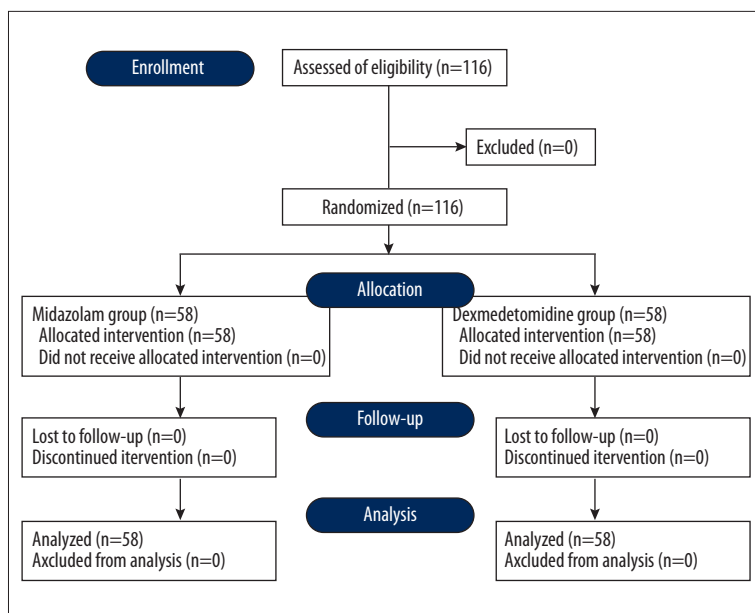 Enrollment
Assessed of eligibility (n=116)
Excluded (n=0)
Randomized (n=116)
Allocation
Midazolam group (n=58)
Allocated intervention (n=58)
Did not receive allocated intervention (n=0)
Dexmedetomidine group (n=58)
Allocated intervention (n=58)
Did not receive allocated intervention (n=0)
Follow-up
Lost to follow-up (n=0)
Discontinued itervention (n=0)
Lost to follow-up (n=0)
Discontinued itervention (n=0)
Analysis
Analyzed (n=58)
Axcluded from analysis (n=0)
Analyzed (n=58)
Axcluded from analysis (n=0)